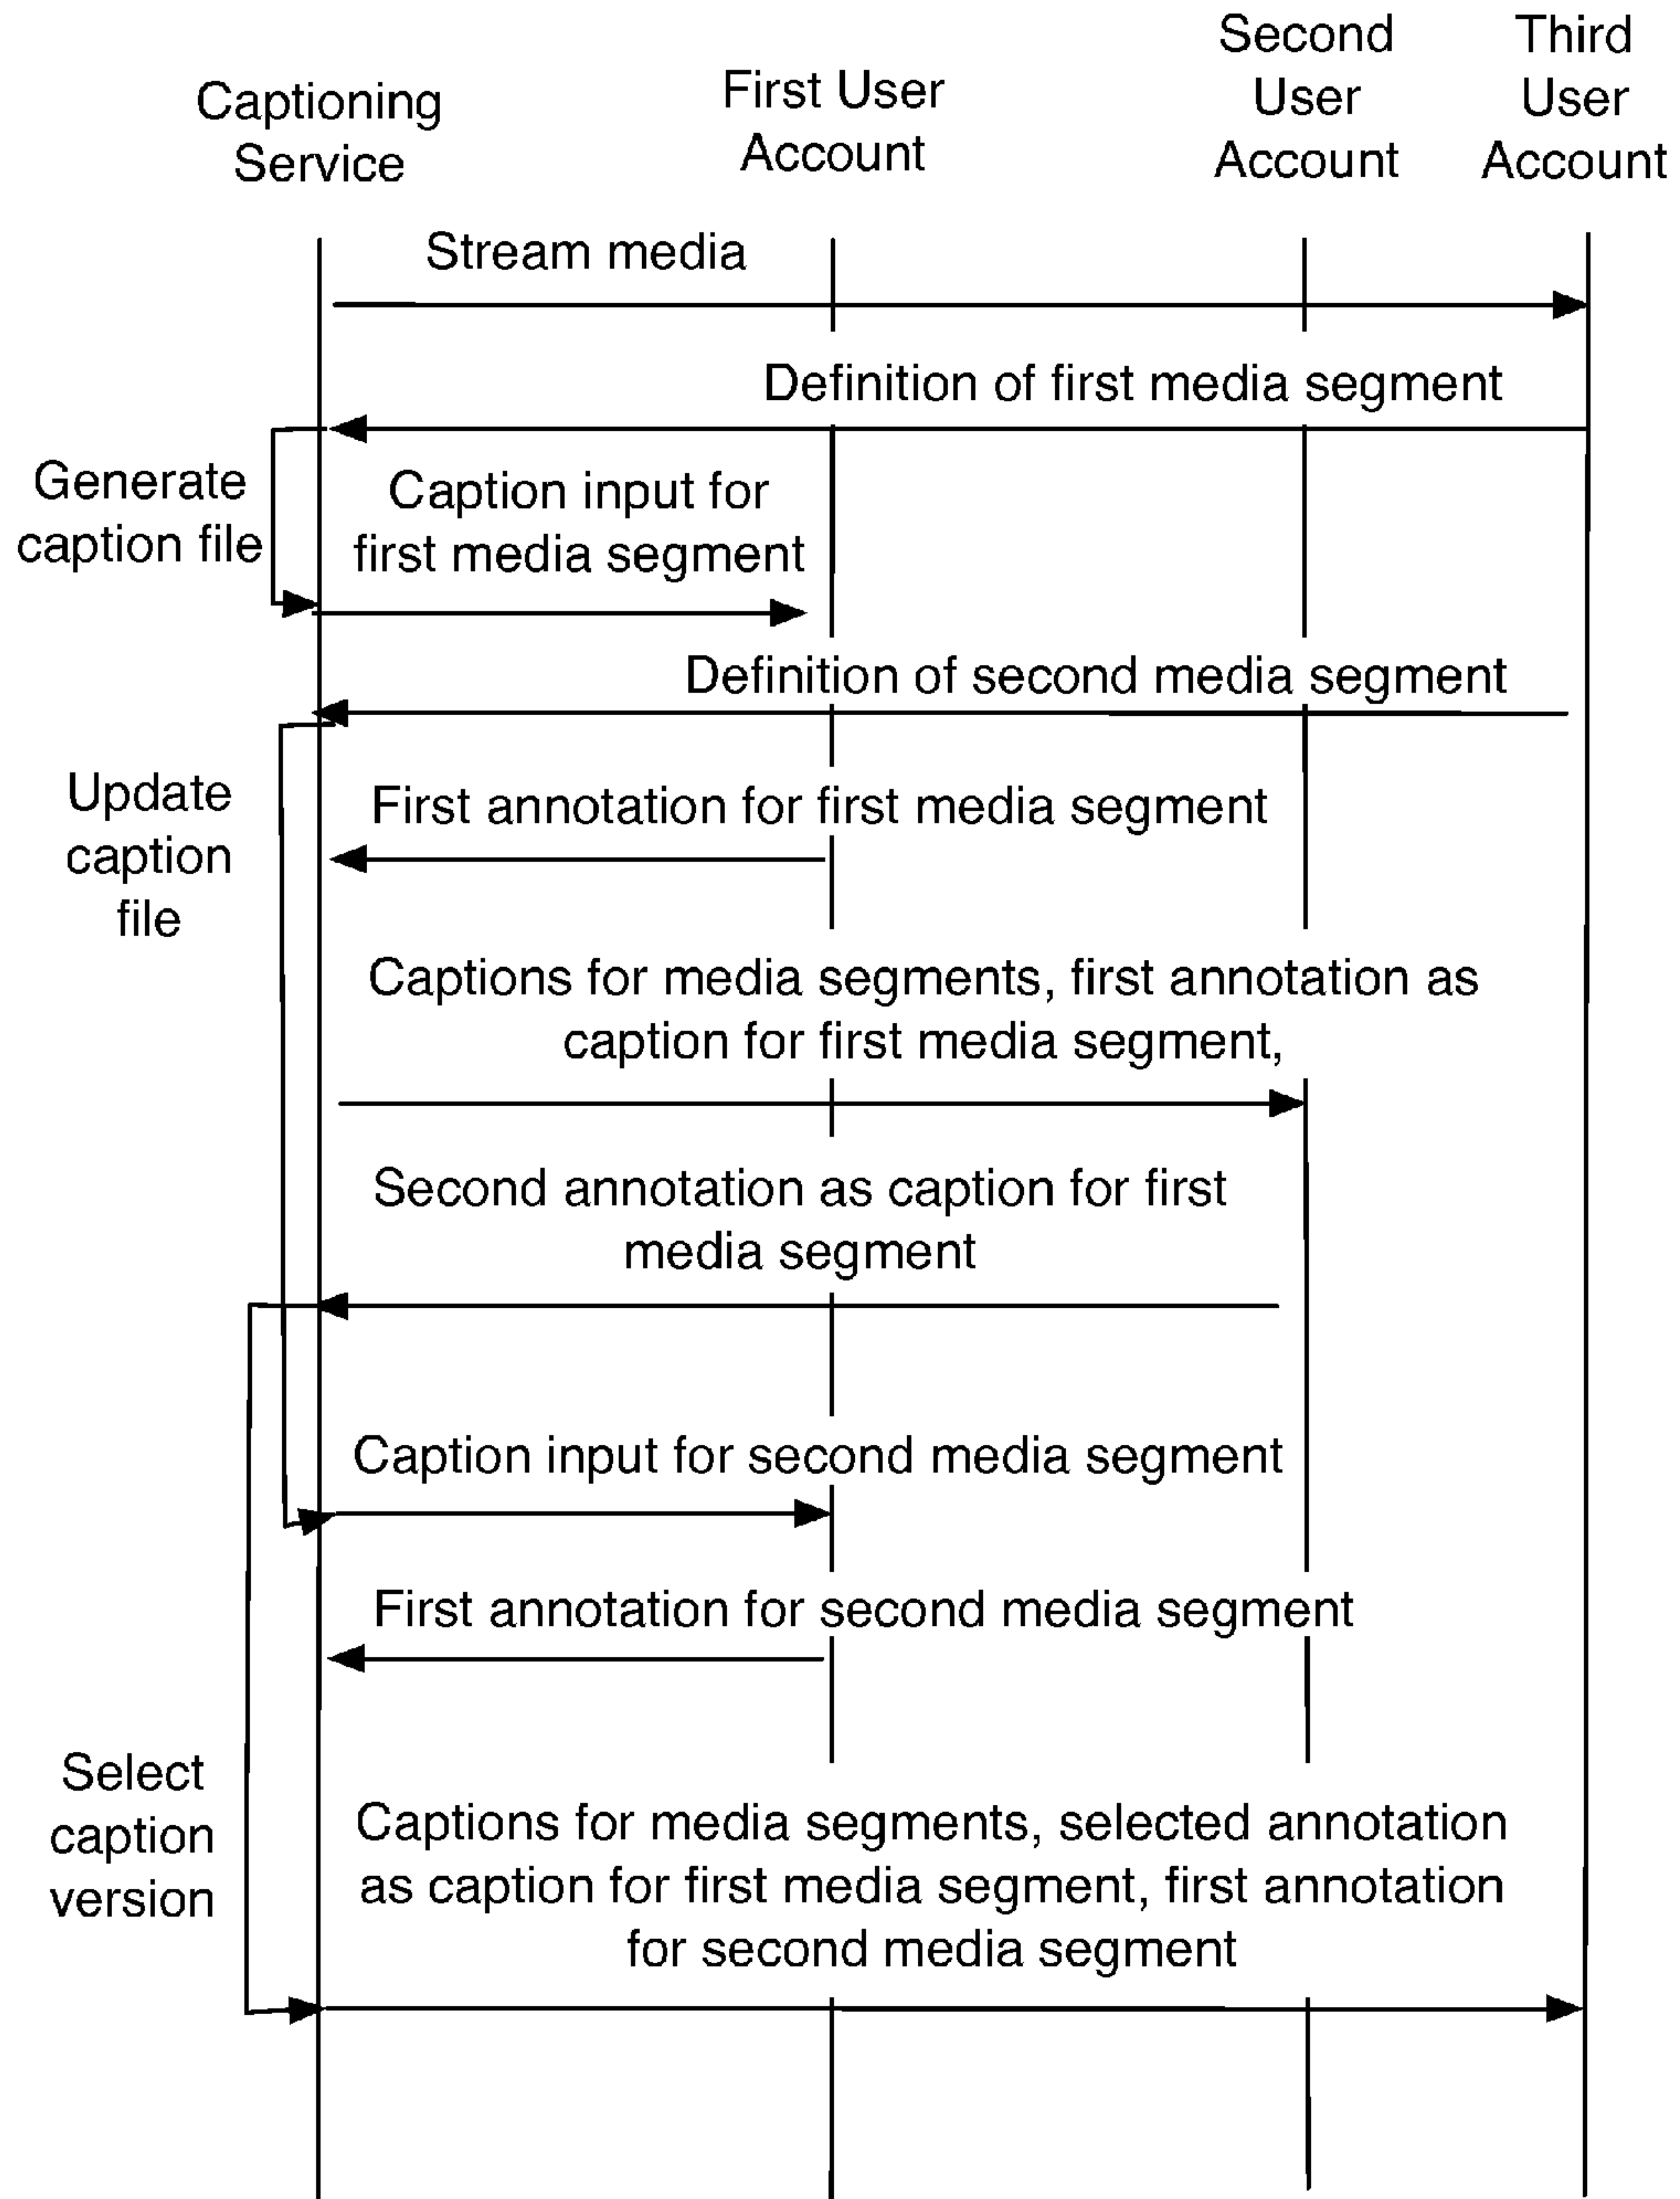 Captioning
Service
First User
Account
Second
User
Account
Third
User
Account
Stream media
Definition of first media segment
Generate
caption file
Caption input for
first media segment
Definition of second media segment
Update
caption
file
First annotation for first media segment
Captions for media segments, first annotation as
caption for first media segment,
Second annotation as caption for first
media segment
Caption input for second media segment
First annotation for second media segment
Select
caption
version
Captions for media segments, selected annotation
as caption for first media segment, first annotation
for second media segment